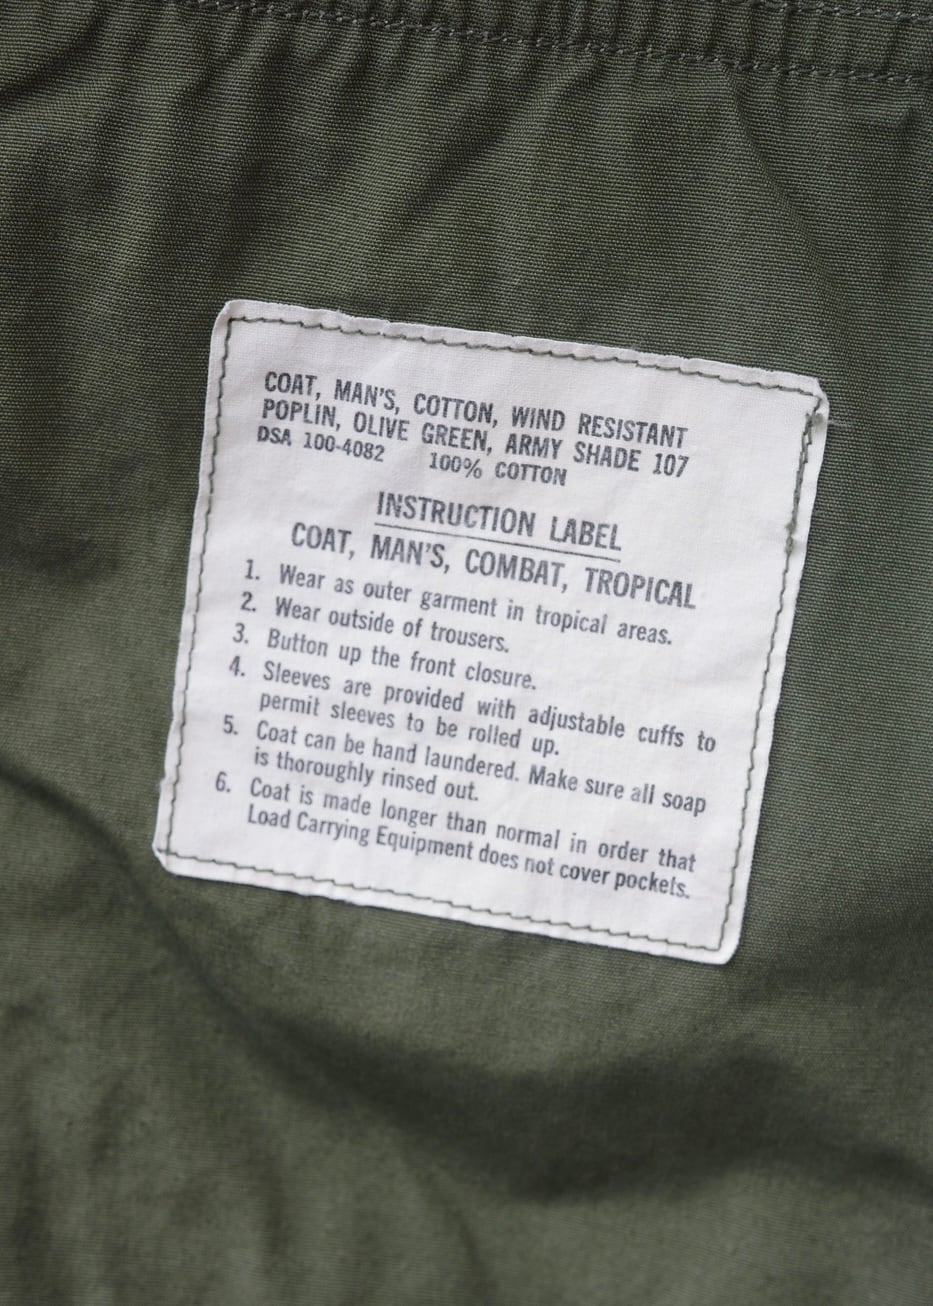 COAT, MAN'S, COTTON, WIND RESISTANT
POPLIN, OLIVE GREEN, ARMY SHADE 107
DSA 100-4082 100% COTTON
INSTRUCTION LABEL
COAT, MAN'S, COMBAT, TROPICAL
1. Wear as outer garment in tropical areas.
2. Wear outside of trousers.
3. Button up the front closure.
4. Sleeves are provided with adjustable cuffs to
permit sleeves to be rolled up.
5. Coat can be hand laundered. Make sure all soap
is thoroughly rinsed out.
6. Coat is made longer than normal in order that
Load Carrying Equipment does not cover pockets.